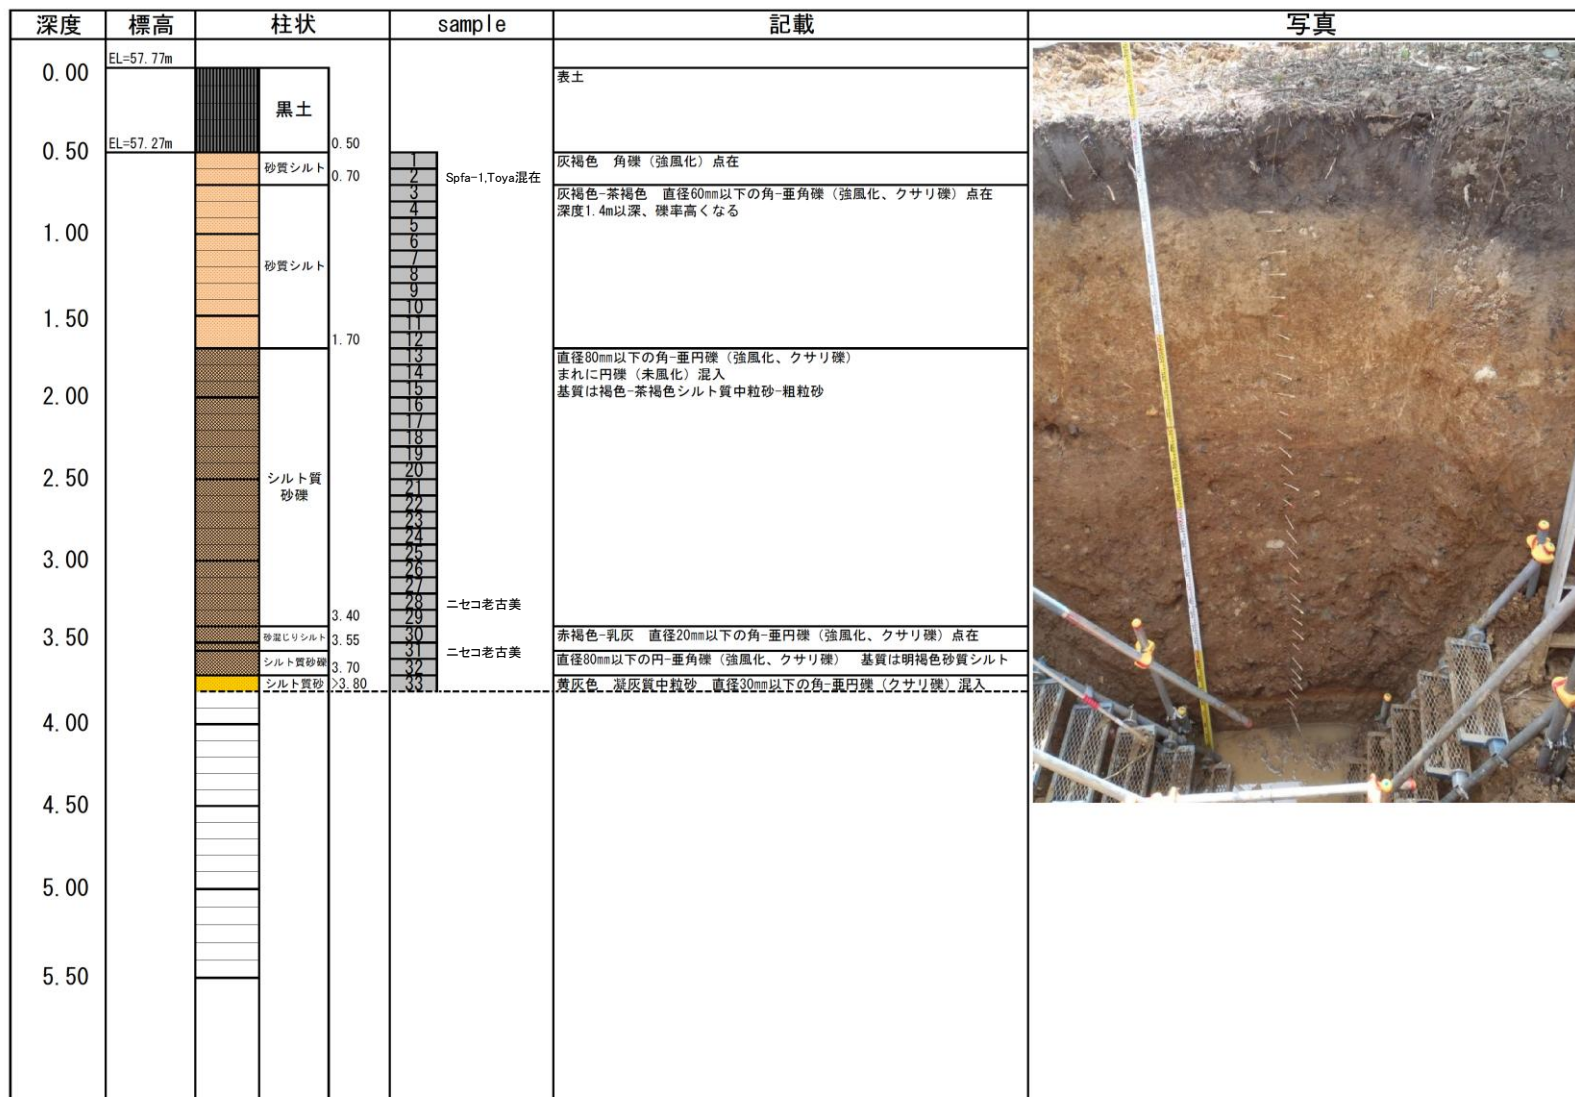 深度 標高 柱状 sample 記載 写真
EL=57.77m
0.00
表土
黒土
EL=57.27m
0.50
0.50
1
砂質シルト
灰褐色　角礫（強風化）点在
2
Spfa-1,Toya混在
0.70
3
灰褐色-茶褐色　直径60mm以下の角-亜角礫（強風化、クサリ礫）点在
4
深度1.4m以深、礫率高くなる
5
1.00
6
7
砂質シルト
8
9
10
1.50
11
12
1.70
13
直径80mm以下の角-亜円礫（強風化、クサリ礫）
14
まれに円礫（未風化）混入
15
基質は褐色-茶褐色シルト質中粒砂-粗粒砂
2.00
16
17
18
19
20
2.50
シルト質
砂礫
21
22
23
24
25
3.00
26
27
28
ニセコ老古美
29
3.40
3.50
砂混じりシルト
3.55
30
赤褐色-乳灰　直径20mm以下の角-亜円礫（強風化、クサリ礫）点在
31
ニセコ老古美
シルト質砂礫
3.70
32
直径80mm以下の円-亜角礫（強風化、クサリ礫）　基質は明褐色砂質シルト
シルト質砂
>3.80
33
黄灰色　凝灰質中粒砂　直径30mm以下の角-亜円礫（クサリ礫）混入
4.00
4.50
5.00
5.50